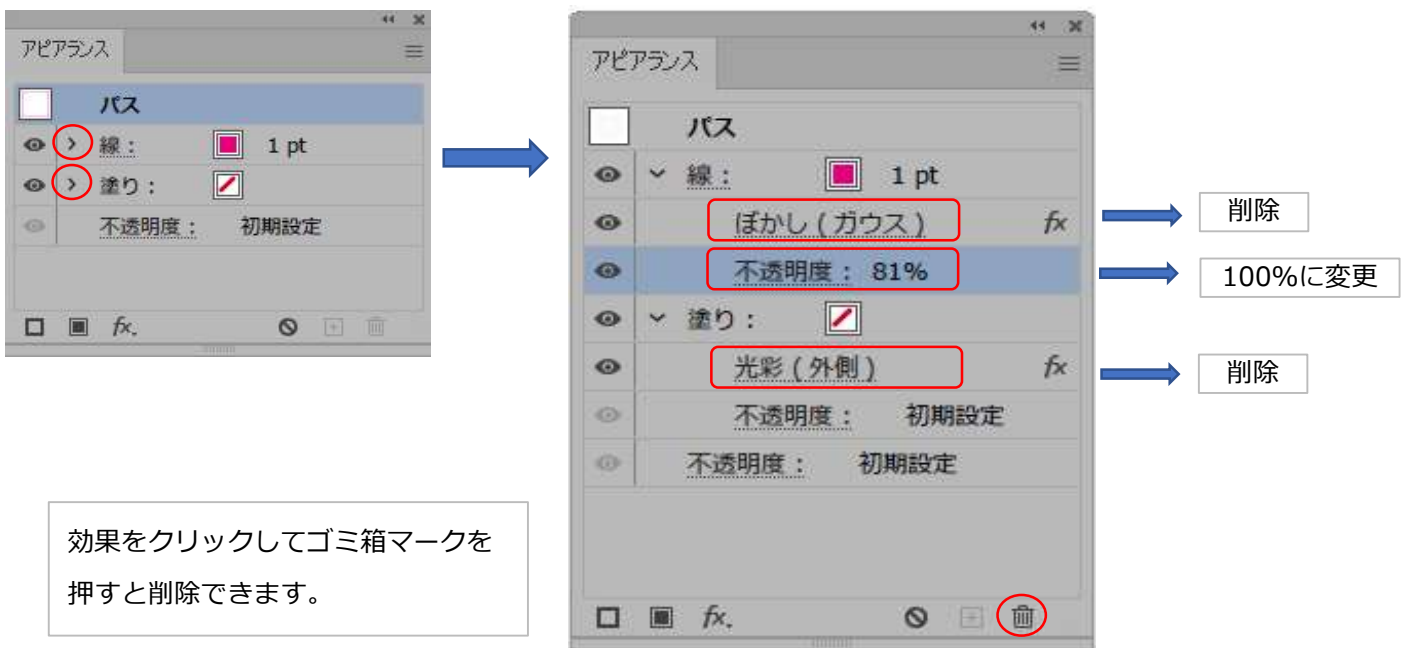 アピアランス
パス
線： 1 pt
塗り：
不透明度： 初期設定
fx.
アピアランス
パス
線： 1 pt
ぼかし ( ガウス ) fx
不透明度： 81%
塗り：
光彩 ( 外側 ) fx
不透明度： 初期設定
不透明度： 初期設定
fx.
削除
100%に変更
削除
効果をクリックしてゴミ箱マークを
押すと削除できます。